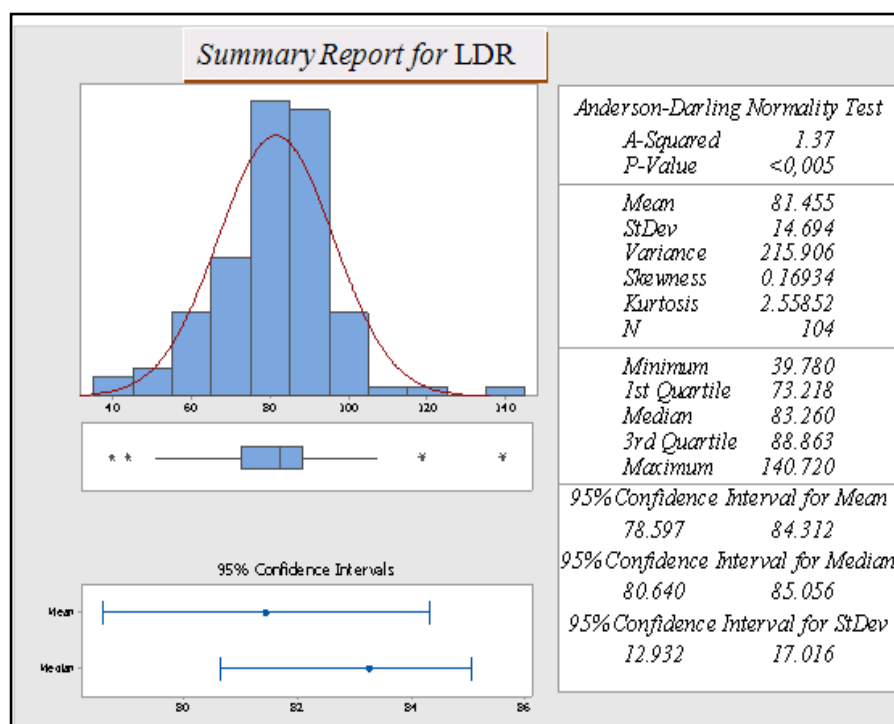 Summary Report for LDR
40 60 80 100 120 140
95% Confidence Intervals
Mean
Median
80 82 84 86
Anderson-Darling Normality Test
A-Squared 1.37
P-Value <0,005
Mean 81.455
StDev 14.694
Variance 215.906
Skewness 0.16934
Kurtosis 2.55852
N 104
Minimum 39.780
1st Quartile 73.218
Median 83.260
3rd Quartile 88.863
Maximum 140.720
95% Confidence Interval for Mean
78.597 84.312
95% Confidence Interval for Median
80.640 85.056
95% Confidence Interval for StDev
12.932 17.016